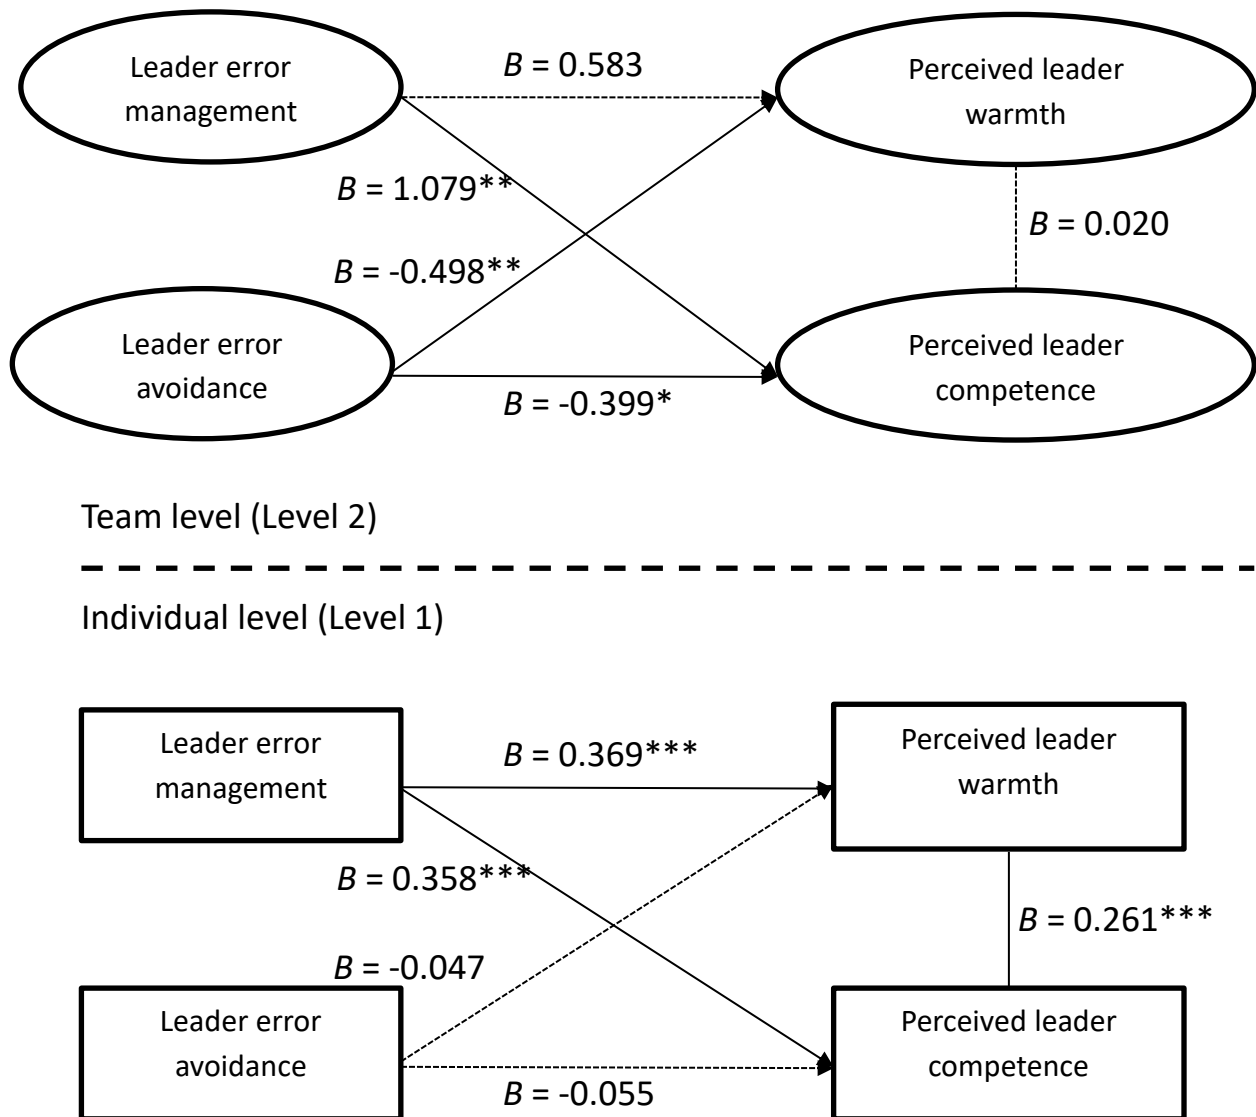 Leader error
management
B = 0.583
Perceived leader
warmth
B = 1.079**
B = 0.020
B = -0.498**
Leader error
avoidance
B = -0.399*
Perceived leader
competence
Team level (Level 2)
Individual level (Level 1)
Leader error
management
B = 0.369***
Perceived leader
warmth
B = 0.358***
B = 0.261***
B = -0.047
Leader error
avoidance
B = -0.055
Perceived leader
competence